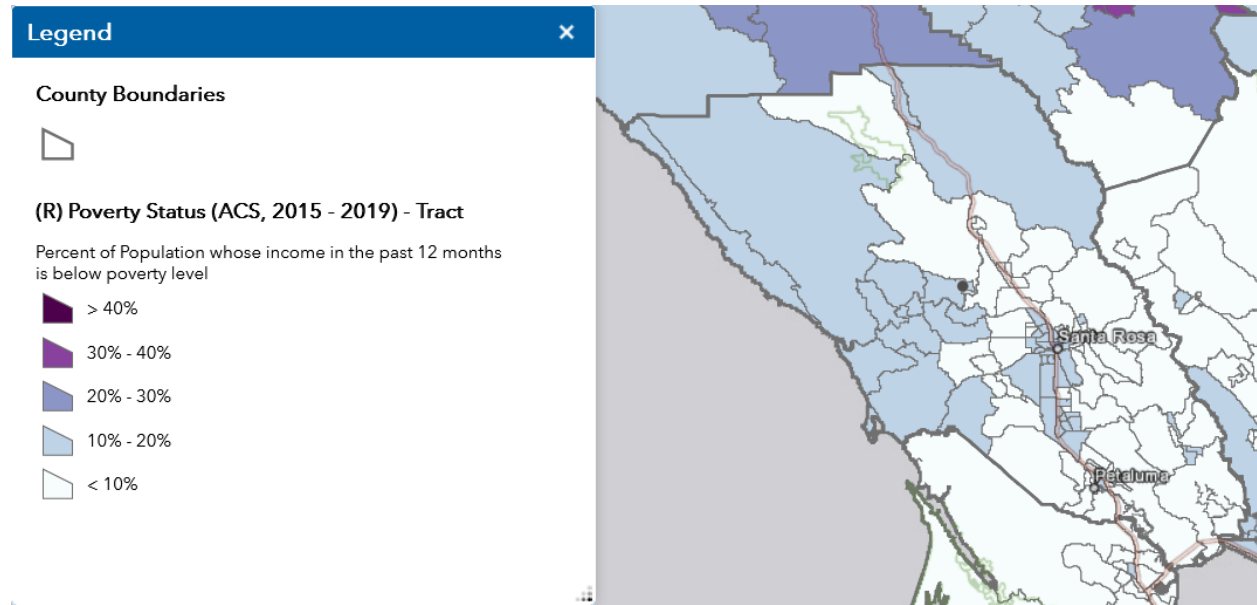 Legend
County Boundaries
(R) Poverty Status (ACS, 2015 - 2019) - Tract
Percent of Population whose income in the past 12 months
is below poverty level
> 40%
30% - 40%
20% - 30%
10% - 20%
< 10%
Santa Rosa
Petaluma